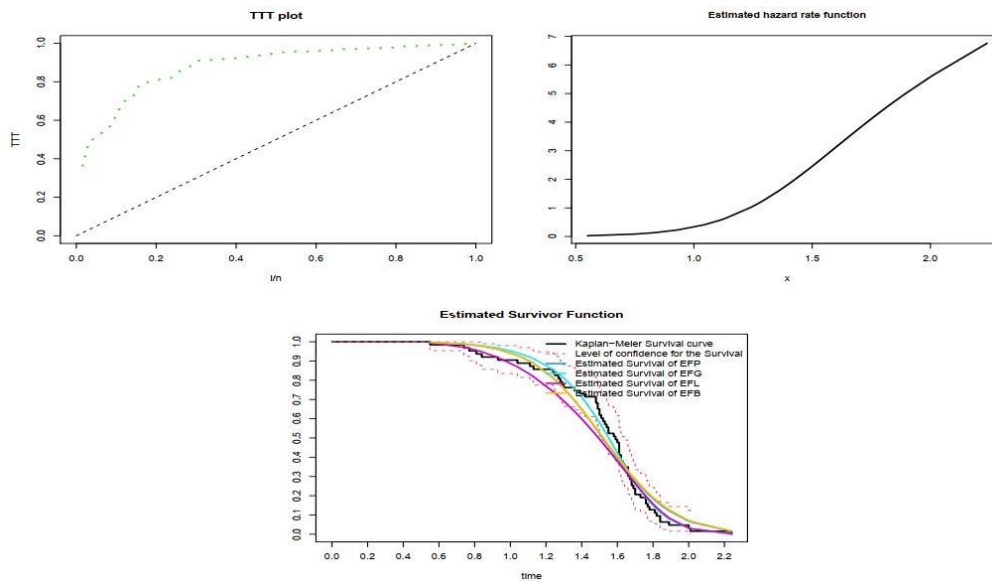 TTT plot
TTT
1.0
0.8
0.6
0.4
0.2
0.0
0.0 0.2 0.4 0.6 0.8 1.0
i/n
Estimated hazard rate function
7
6
5
4
3
2
1
0
0.5 1.0 1.5 2.0
x
Estimated Survivor Function
1.0
0.9
0.8
0.7
0.6
0.5
0.4
0.3
0.2
0.1
0.0
Kaplan-Meier Survival curve
Level of confidence for the Survival
Estimated Survival of EFP
Estimated Survival of EFG
Estimated Survival of EFL
Estimated Survival of EFB
0.0 0.2 0.4 0.6 0.8 1.0 1.2 1.4 1.6 1.8 2.0 2.2
time